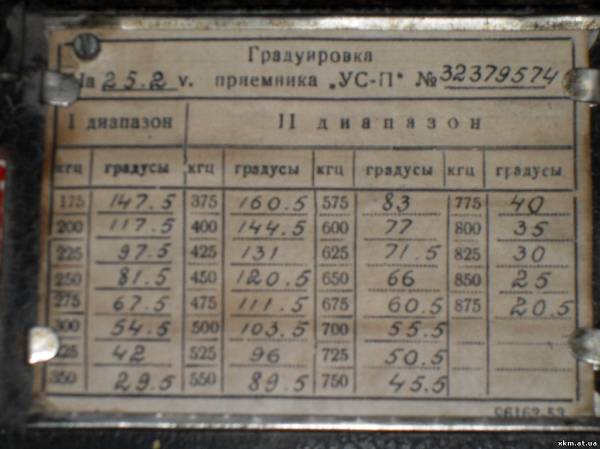 Градуировка
На 25.2 v. приемника „УС-П" № 32379574
I диапазон II диапазон
кгц градусы кгц градусы кгц градусы кгц градусы
175 147.5 375 160.5 575 83 775 40
200 117.5 400 144.5 600 77 800 35
225 97.5 425 131 625 71.5 825 30
250 81.5 450 120.5 650 66 850 25
275 67.5 475 111.5 675 60.5 875 20.5
300 54.5 500 103.5 700 55.5
325 42 525 96 725 50.5
350 29.5 550 89.5 750 45.5
06162-53
xkm.at.ua